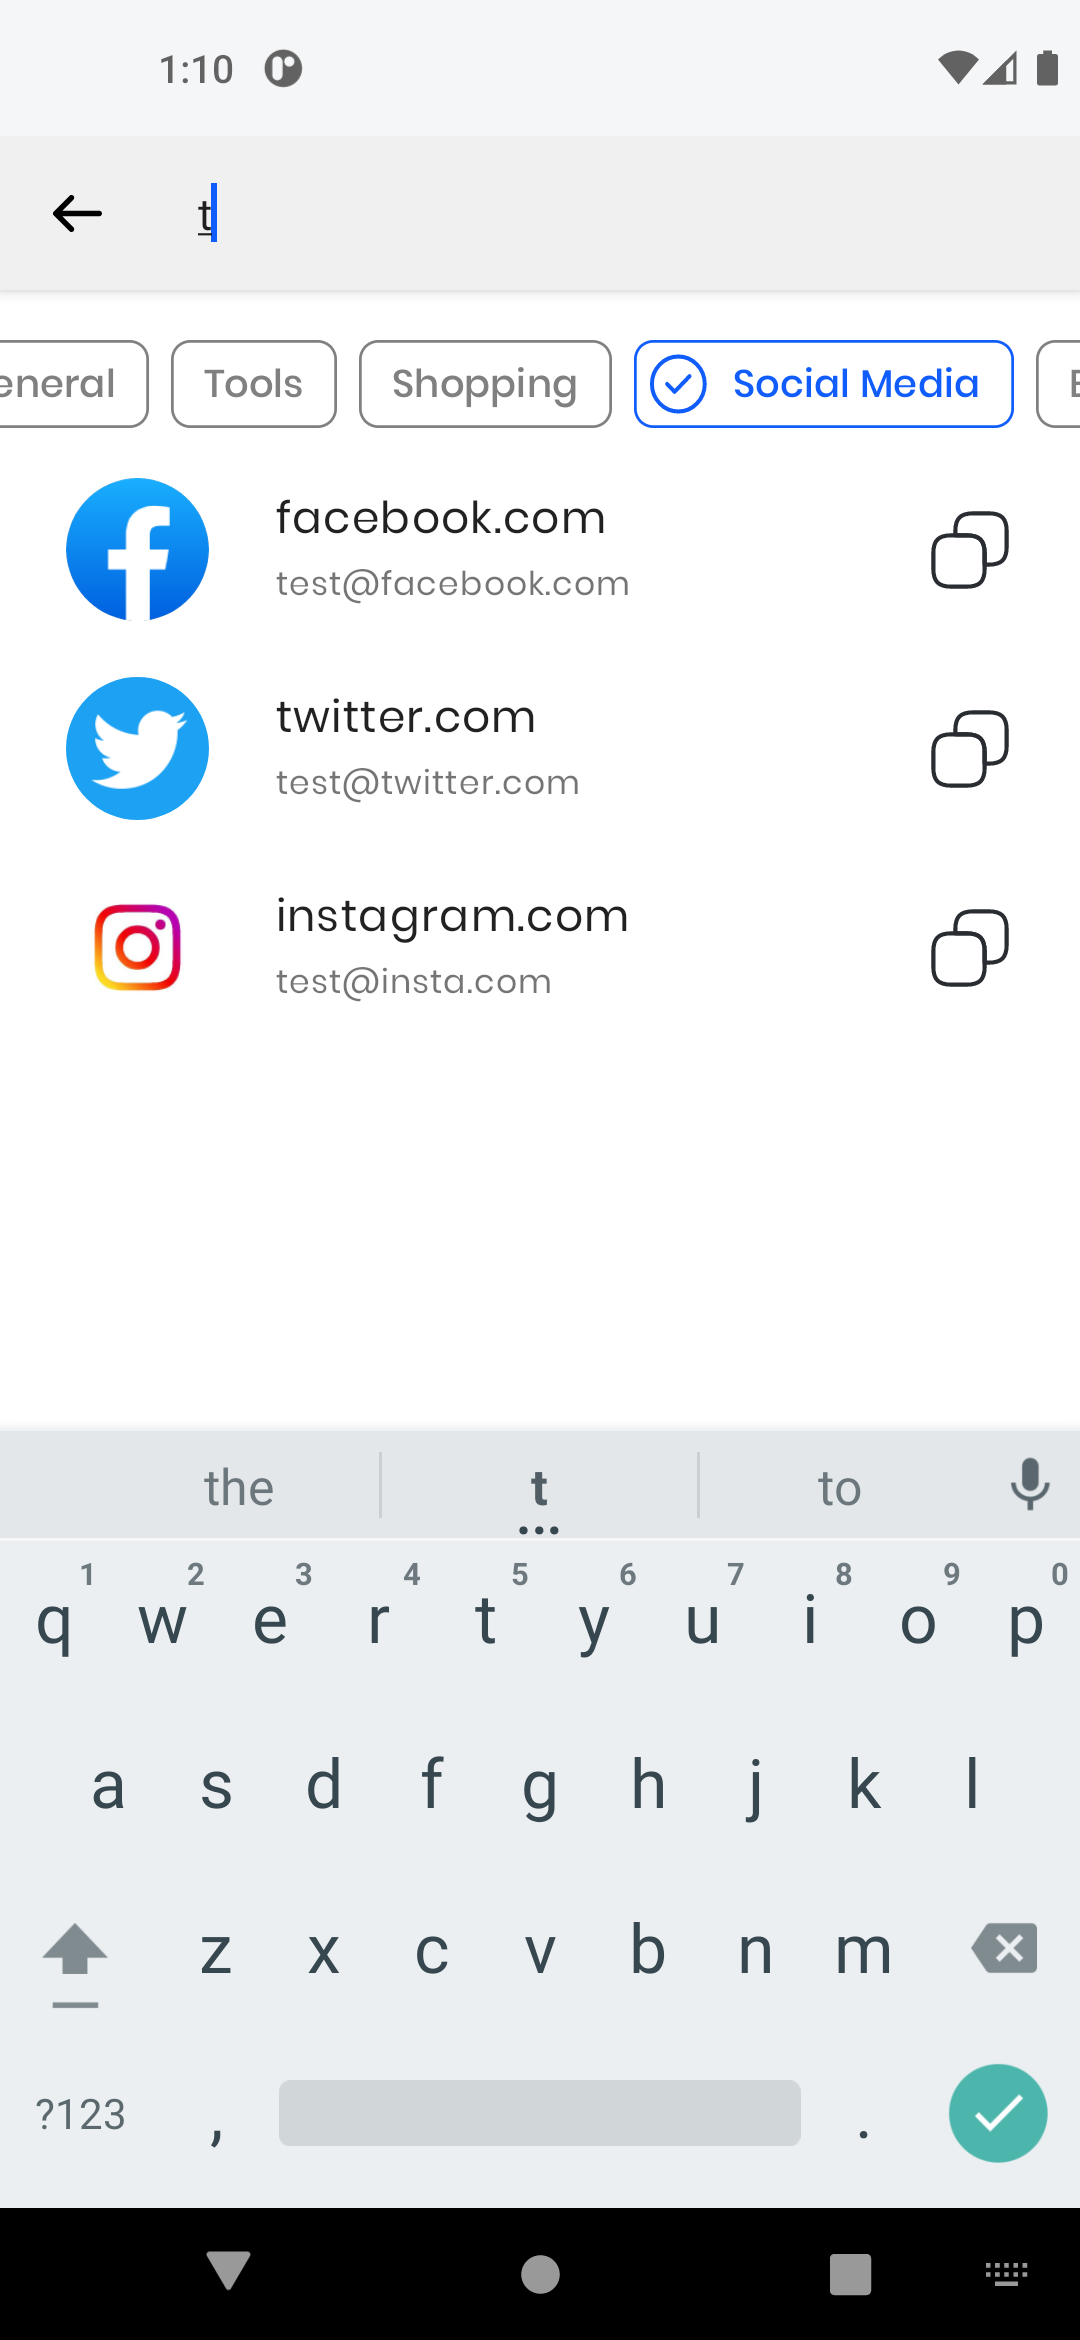 1:10
t
eneral
Tools
Shopping
Social Media
facebook.com
test@facebook.com
twitter.com
test@twitter.com
instagram.com
test@insta.com
the
t
to
1 2 3 4 5 6 7 8 9 0
q w e r t y u i o p
a s d f g h j k l
z x c v b n m
?123 , .